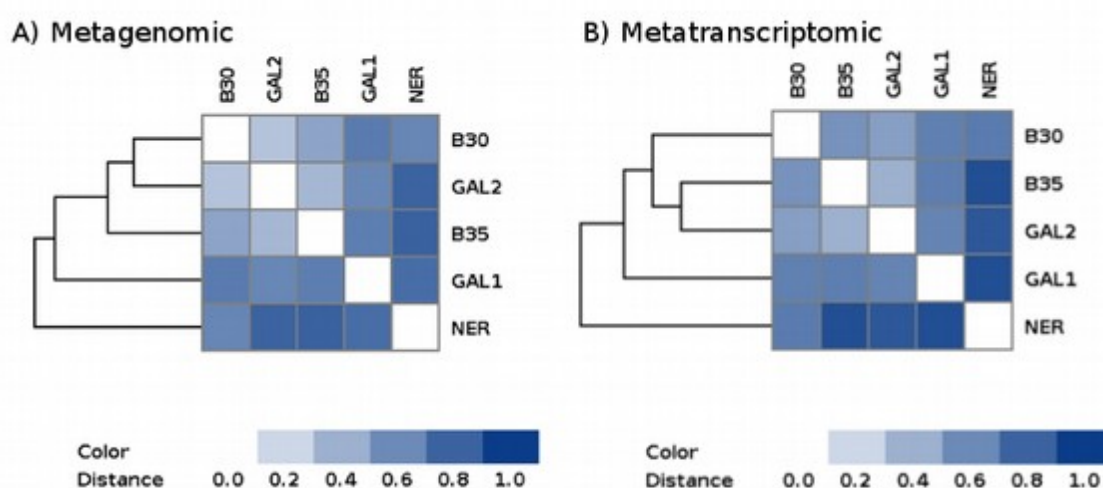 A) Metagenomic
B30 GAL2 B35 GAL1 NER
B30
GAL2
B35
GAL1
NER
Color
Distance 0.0 0.2 0.4 0.6 0.8 1.0
B) Metatranscriptomic
B30 B35 GAL2 GAL1 NER
B30
B35
GAL2
GAL1
NER
Color
Distance 0.0 0.2 0.4 0.6 0.8 1.0